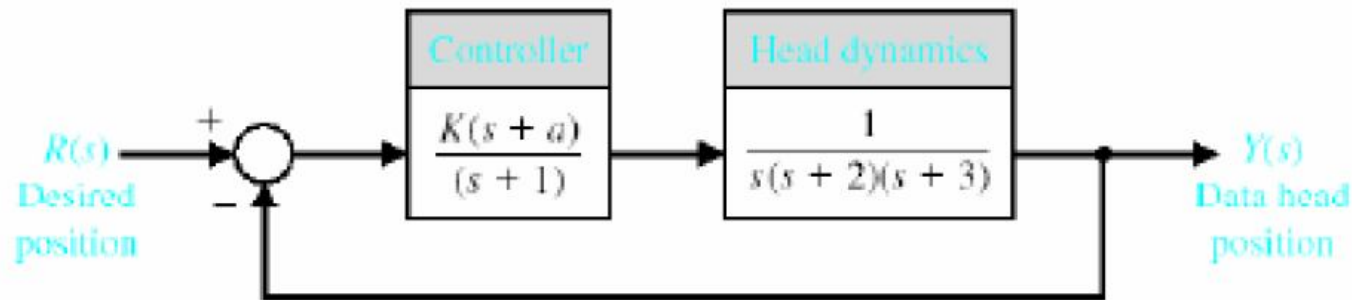 Controller
Head dynamics
K(s + a)
(s + 1)
1
s(s + 2)(s + 3)
+
−
R(s)
Desired
position
Y(s)
Data head
position